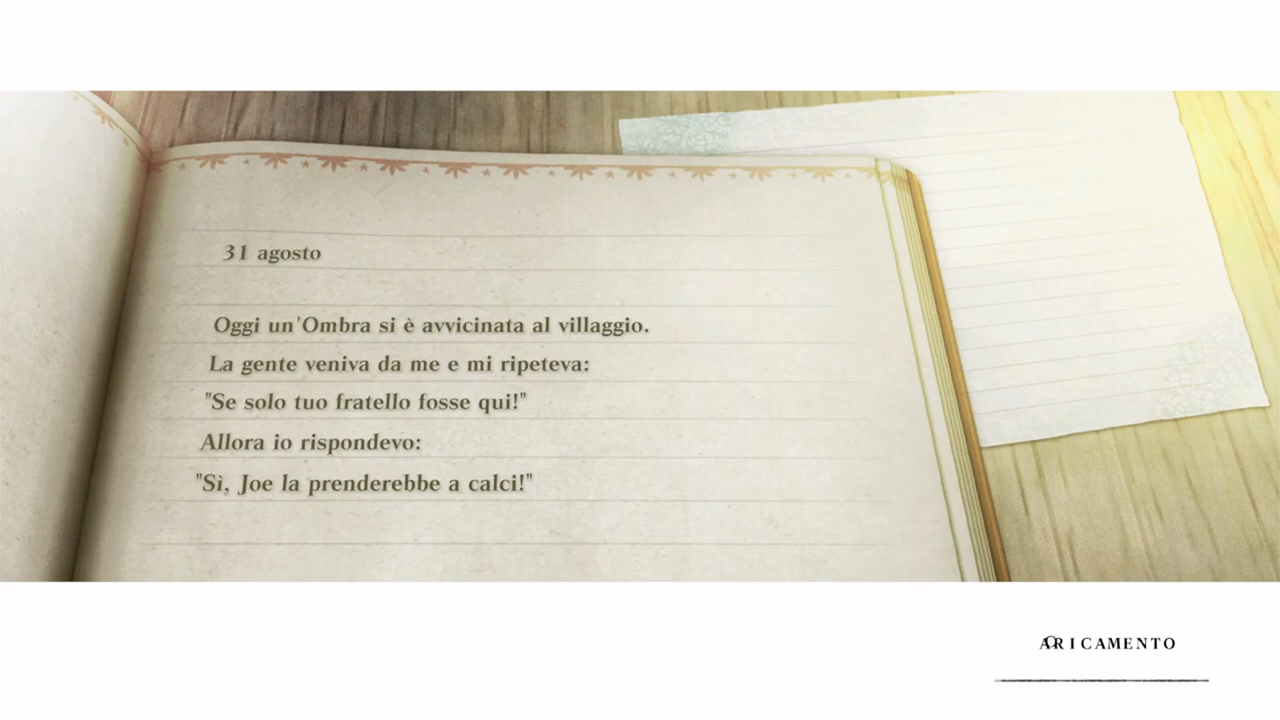 31 agosto
Oggi un'Ombra si è avvicinata al villaggio.
La gente veniva da me e mi ripeteva:
"Se solo tuo fratello fosse qui!"
Allora io rispondevo:
"Sì, Joe la prenderebbe a calci!"
CARICAMENTO